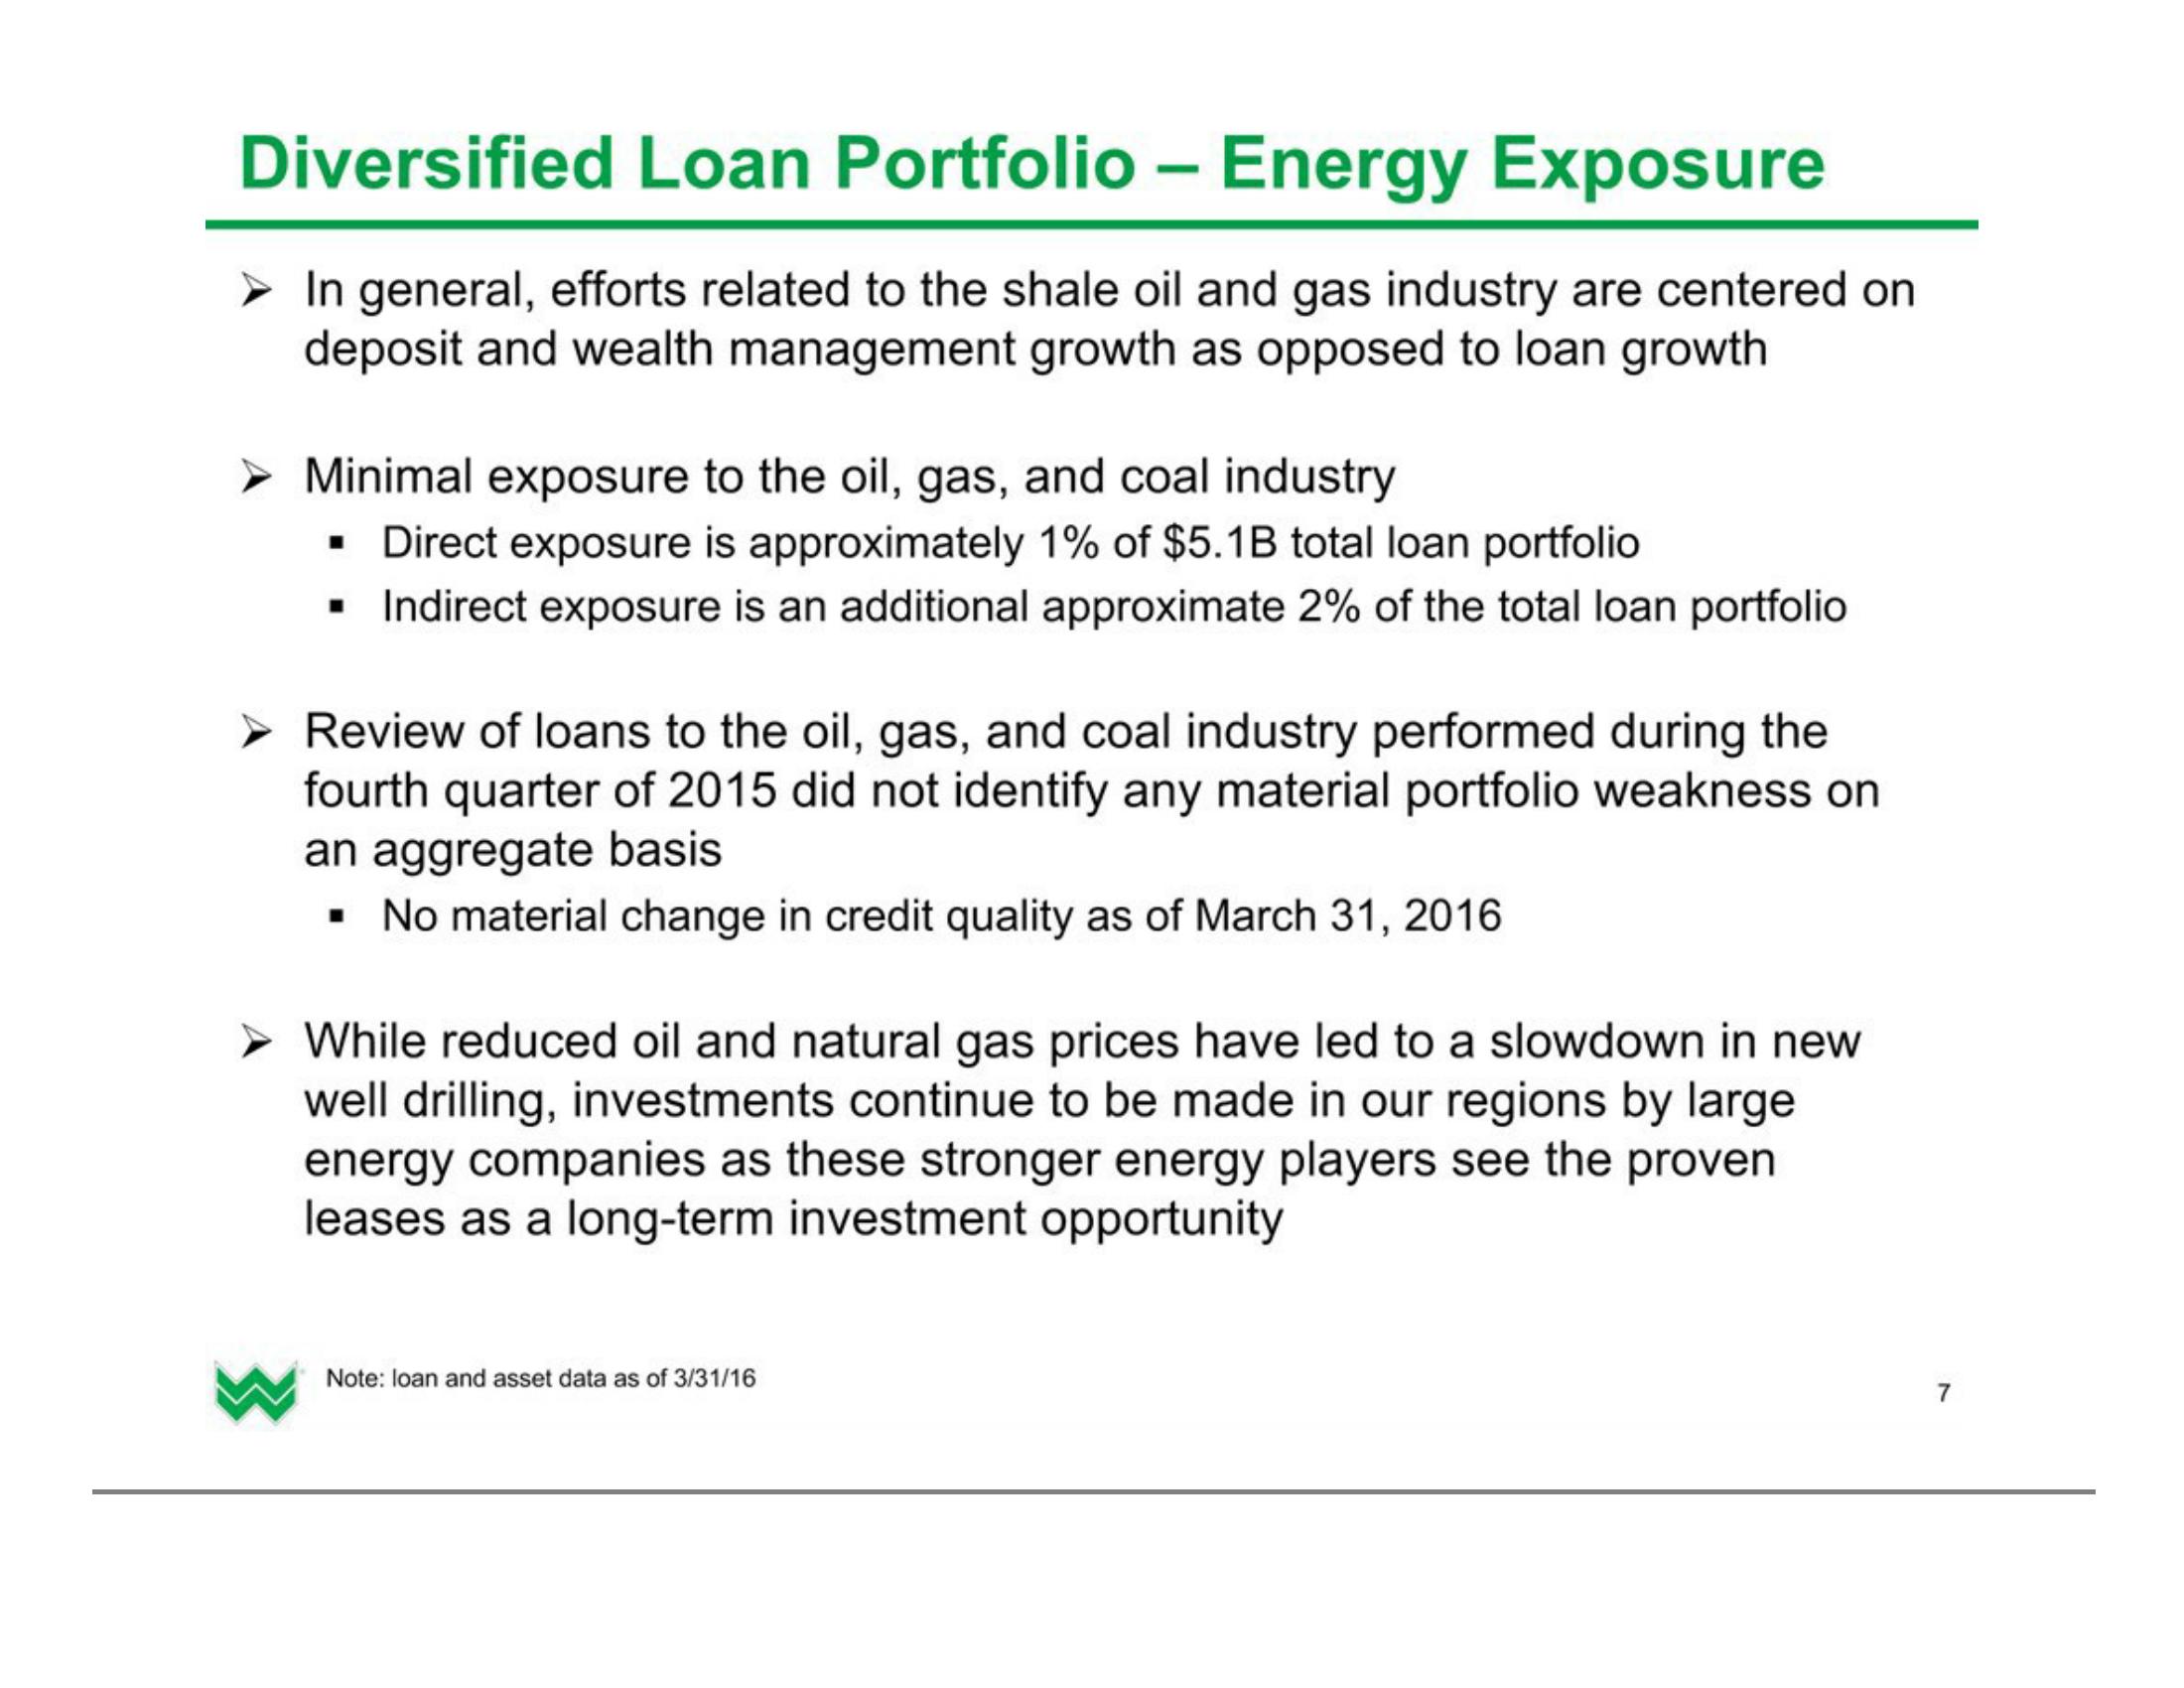 Diversified Loan Portfolio – Energy Exposure
➢ In general, efforts related to the shale oil and gas industry are centered on
deposit and wealth management growth as opposed to loan growth
➢ Minimal exposure to the oil, gas, and coal industry
▪ Direct exposure is approximately 1% of $5.1B total loan portfolio
▪ Indirect exposure is an additional approximate 2% of the total loan portfolio
➢ Review of loans to the oil, gas, and coal industry performed during the
fourth quarter of 2015 did not identify any material portfolio weakness on
an aggregate basis
▪ No material change in credit quality as of March 31, 2016
➢ While reduced oil and natural gas prices have led to a slowdown in new
well drilling, investments continue to be made in our regions by large
energy companies as these stronger energy players see the proven
leases as a long-term investment opportunity
Note: loan and asset data as of 3/31/16
7